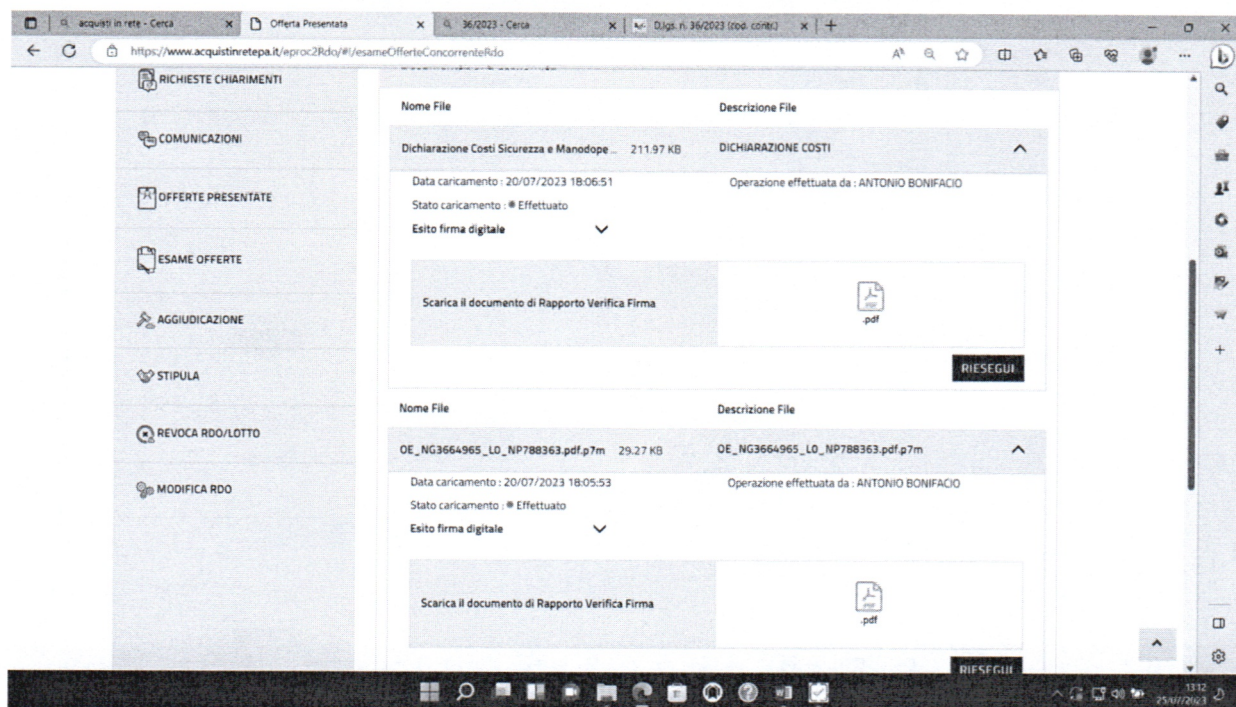 acquisti in rete - Cerca
Offerta Presentata
36/2023 - Cerca
D.lgs. n. 36/2023 (cod. contr.)
https://www.acquistinretepa.it/eproc2Rdo/#!/esameOfferteConcorrenteRdo
RICHIESTE CHIARIMENTI
COMUNICAZIONI
OFFERTE PRESENTATE
ESAME OFFERTE
AGGIUDICAZIONE
STIPULA
REVOCA RDO/LOTTO
MODIFICA RDO
Nome File Descrizione File
Dichiarazione Costi Sicurezza e Manodope... 211.97 KB DICHIARAZIONE COSTI
Data caricamento : 20/07/2023 18:06:51 Operazione effettuata da : ANTONIO BONIFACIO
Stato caricamento : Effettuato
Esito firma digitale
Scarica il documento di Rapporto Verifica Firma
.pdf
RIESEGUI
Nome File Descrizione File
OE_NG3664965_L0_NP788363.pdf.p7m 29.27 KB OE_NG3664965_L0_NP788363.pdf.p7m
Data caricamento : 20/07/2023 18:05:53 Operazione effettuata da : ANTONIO BONIFACIO
Stato caricamento : Effettuato
Esito firma digitale
Scarica il documento di Rapporto Verifica Firma
.pdf
RIESEGUI
13:12
25/07/2023